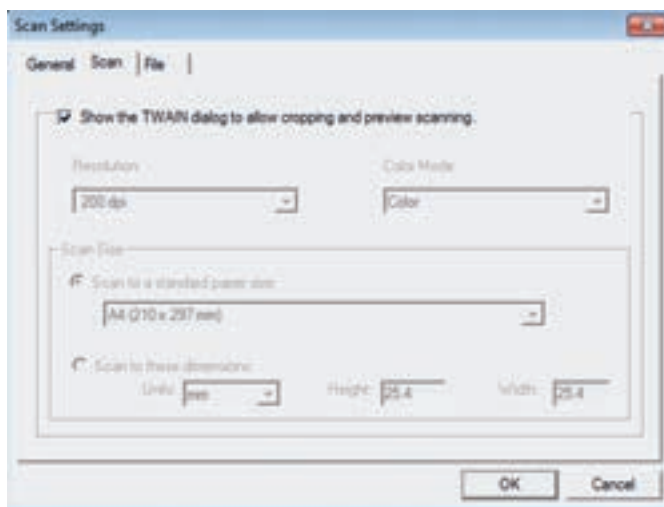 Scan Settings
General Scan File
Show the TWAIN dialog to allow cropping and preview scanning.
Resolution Color Mode
200 dpi Color
Scan Size
Scan to a standard paper size
A4 (210 x 297 mm)
Scan to these dimensions
Units mm Height 25.4 Width 25.4
OK Cancel